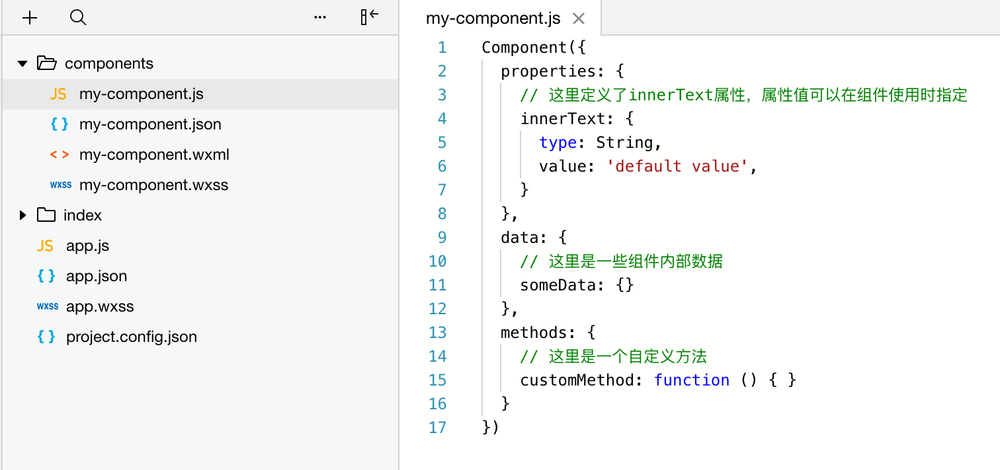 components
JS my-component.js
{ } my-component.json
< > my-component.wxml
wxss my-component.wxss
index
JS app.js
{ } app.json
wxss app.wxss
{ } project.config.json
my-component.js
1 Component({
2 properties: {
3 // 这里定义了innerText属性，属性值可以在组件使用时指定
4 innerText: {
5 type: String,
6 value: 'default value',
7 }
8 },
9 data: {
10 // 这里是一些组件内部数据
11 someData: {}
12 },
13 methods: {
14 // 这里是一个自定义方法
15 customMethod: function () { }
16 }
17 })